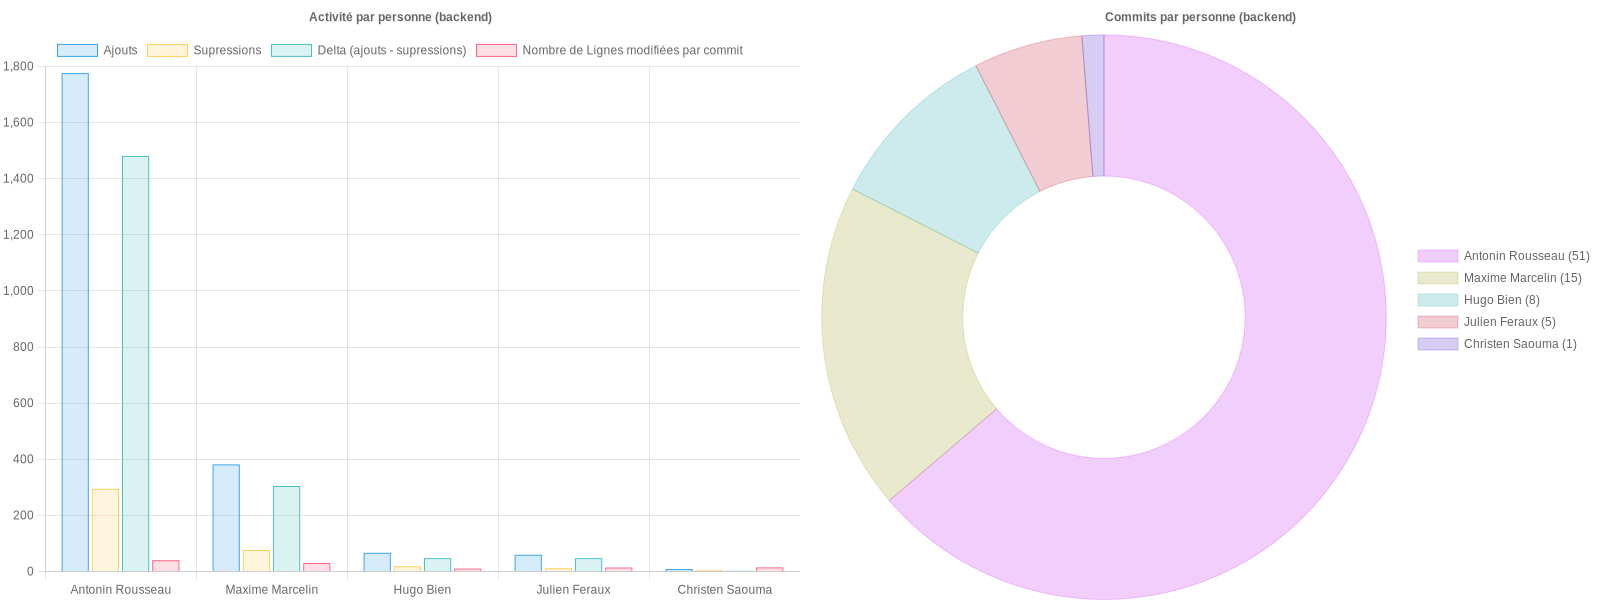 Activité par personne (backend)
Ajouts
Supressions
Delta (ajouts - supressions)
Nombre de Lignes modifiées par commit
1,800
1,600
1,400
1,200
1,000
800
600
400
200
0
Antonin Rousseau
Maxime Marcelin
Hugo Bien
Julien Feraux
Christen Saouma
Commits par personne (backend)
Antonin Rousseau (51)
Maxime Marcelin (15)
Hugo Bien (8)
Julien Feraux (5)
Christen Saouma (1)